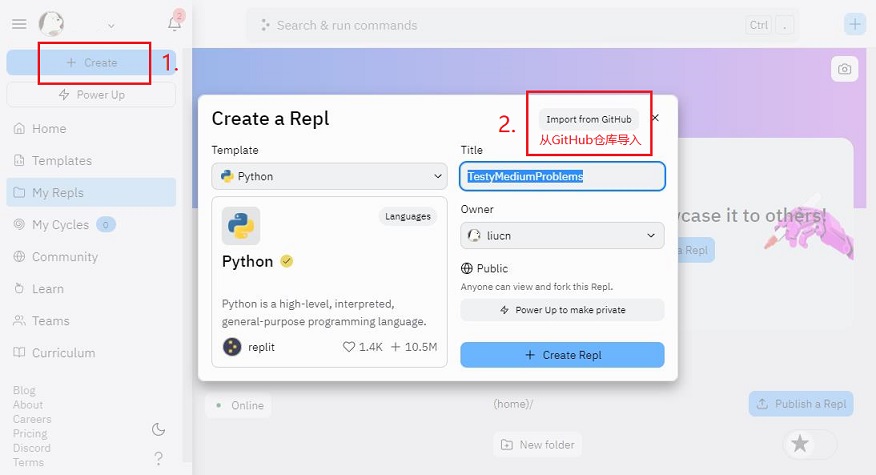 2
Search & run commands
Ctrl
.
+ Create
1.
Power Up
Home
Templates
My Repls
My Cycles 0
Community
Learn
Teams
Curriculum
Blog
About
Careers
Pricing
Discord
Terms
Create a Repl
2.
Import from GitHub
从GitHub仓库导入
Template
Python
Languages
Python
Python is a high-level, interpreted,
general-purpose programming language.
replit
1.4K
+ 10.5M
Title
TestyMediumProblems
Owner
liucn
Public
Anyone can view and fork this Repl.
Power Up to make private
+ Create Repl
wcase it to others!
a Repl
Online
(home)/
Publish a Repl
New folder